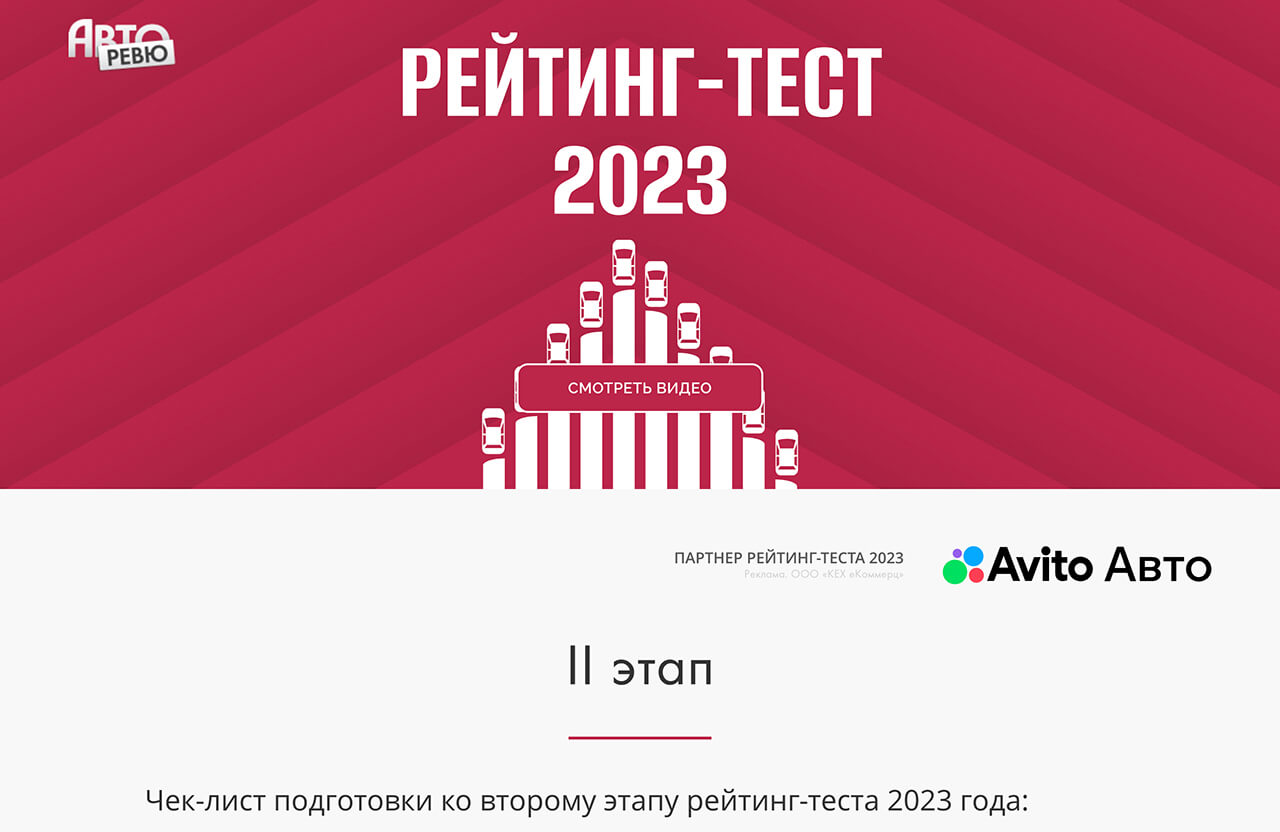 АВТО
РЕВЮ
РЕЙТИНГ-ТЕСТ
2023
СМОТРЕТЬ ВИДЕО
ПАРТНЕР РЕЙТИНГ-ТЕСТА 2023
Реклама. ООО «КЕХ еКоммерц»
Avito Авто
II этап
Чек-лист подготовки ко второму этапу рейтинг-теста 2023 года: